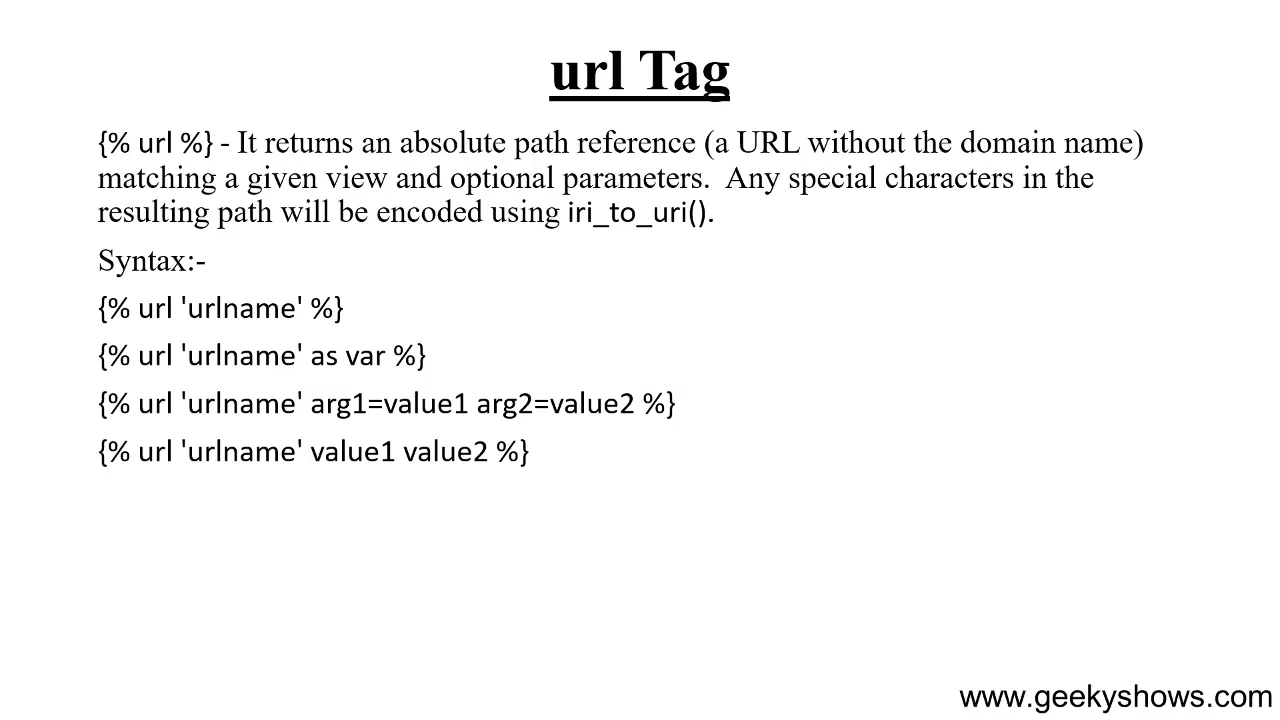 url Tag
{% url %} - It returns an absolute path reference (a URL without the domain name)
matching a given view and optional parameters.  Any special characters in the
resulting path will be encoded using iri_to_uri().
Syntax:-
{% url 'urlname' %}
{% url 'urlname' as var %}
{% url 'urlname' arg1=value1 arg2=value2 %}
{% url 'urlname' value1 value2 %}
www.geekyshows.com